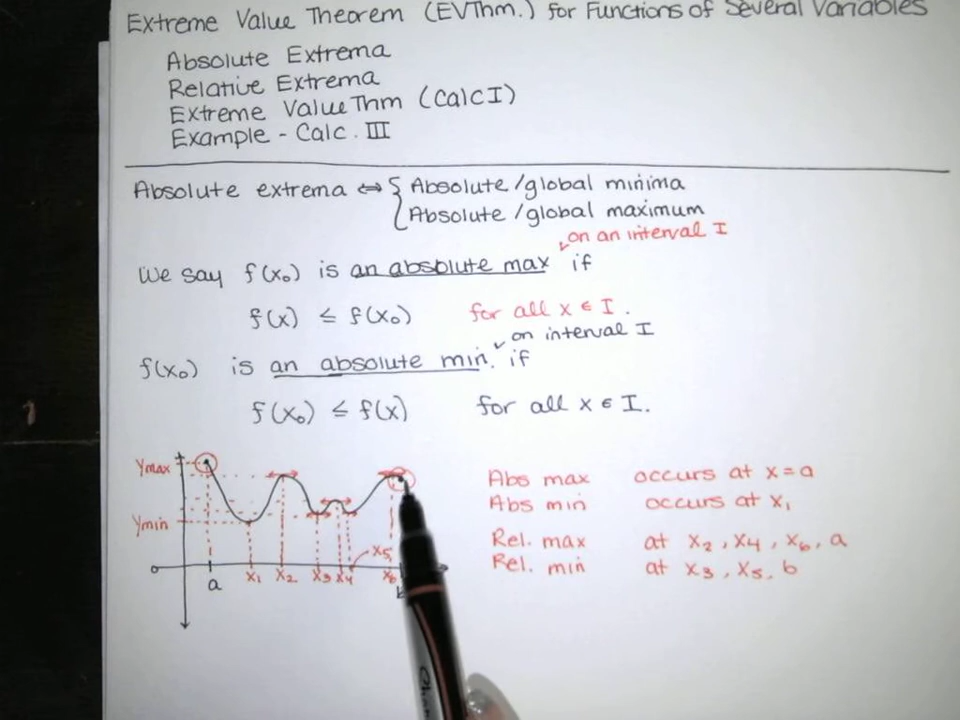 Extreme Value Theorem (EVThm.) for Functions of Several Variables
Absolute Extrema
Relative Extrema
Extreme Value Thm (Calc I)
Example - Calc. III
Absolute extrema ⇔ { Absolute/global minima
Absolute/global maximum
on an interval I
We say f(x₀) is an absolute max if
f(x) ≤ f(x₀) for all x ∈ I.
on interval I
f(x₀) is an absolute min. if
f(x₀) ≤ f(x) for all x ∈ I.
Ymax
Ymin
a x₁ x₂ x₃ x₄ x₅ x₆ b
Abs max occurs at x=a
Abs min occurs at x₁
Rel. max at x₂, x₄, x₆, a
Rel. min at x₃, x₅, b